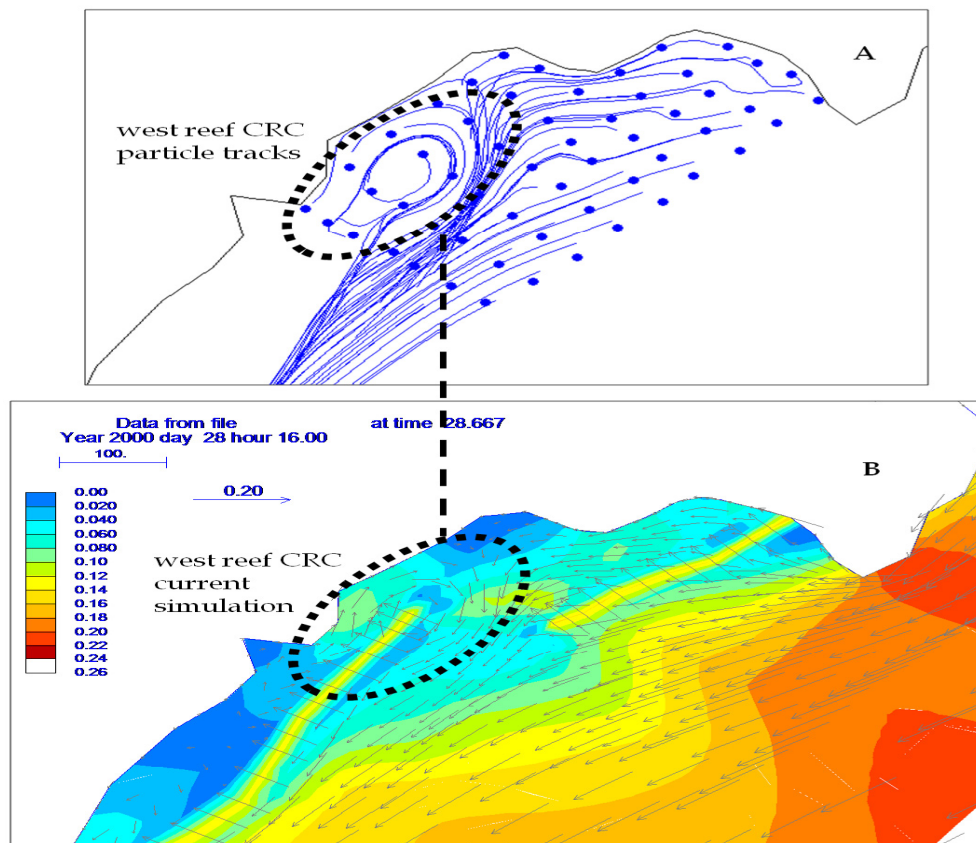 A
west reef CRC
particle tracks
Data from file at time 28.667
Year 2000 day 28 hour 16.00
100.
0.20
B
0.00
0.020
0.040
0.060
0.080
0.10
0.12
0.14
0.16
0.18
0.20
0.22
0.24
0.26
west reef CRC
current
simulation